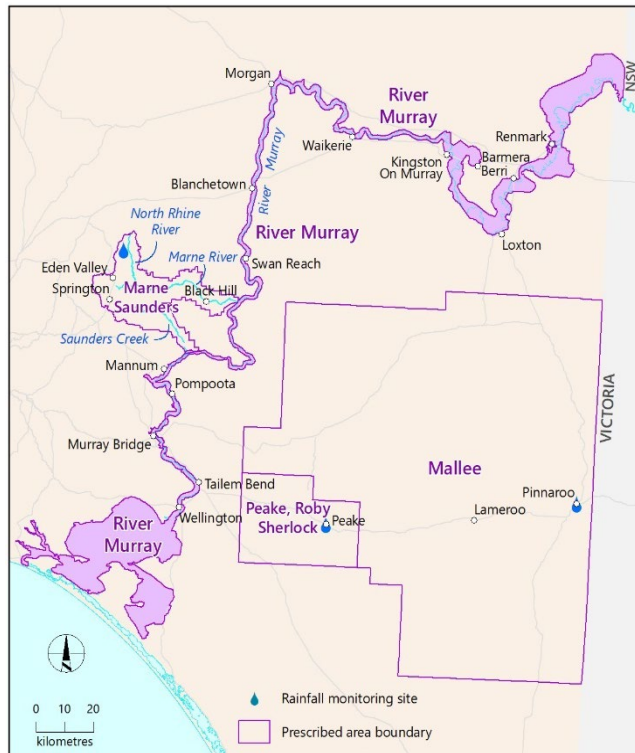 NSW
Morgan
River
Murray
Renmark
Waikerie
Kingston
On Murray
Barmera
Berri
River Murray
Blanchetown
North Rhine
River
River Murray
Loxton
Marne River
Swan Reach
Eden Valley
Springton
Marne
Saunders
Black Hill
Saunders Creek
Mannum
Pompoota
VICTORIA
Murray Bridge
Mallee
Tailem Bend
Pinnaroo
Peake, Roby
Sherlock
Peake
Lameroo
Wellington
River
Murray
Rainfall monitoring site
0 10 20
kilometres
Prescribed area boundary